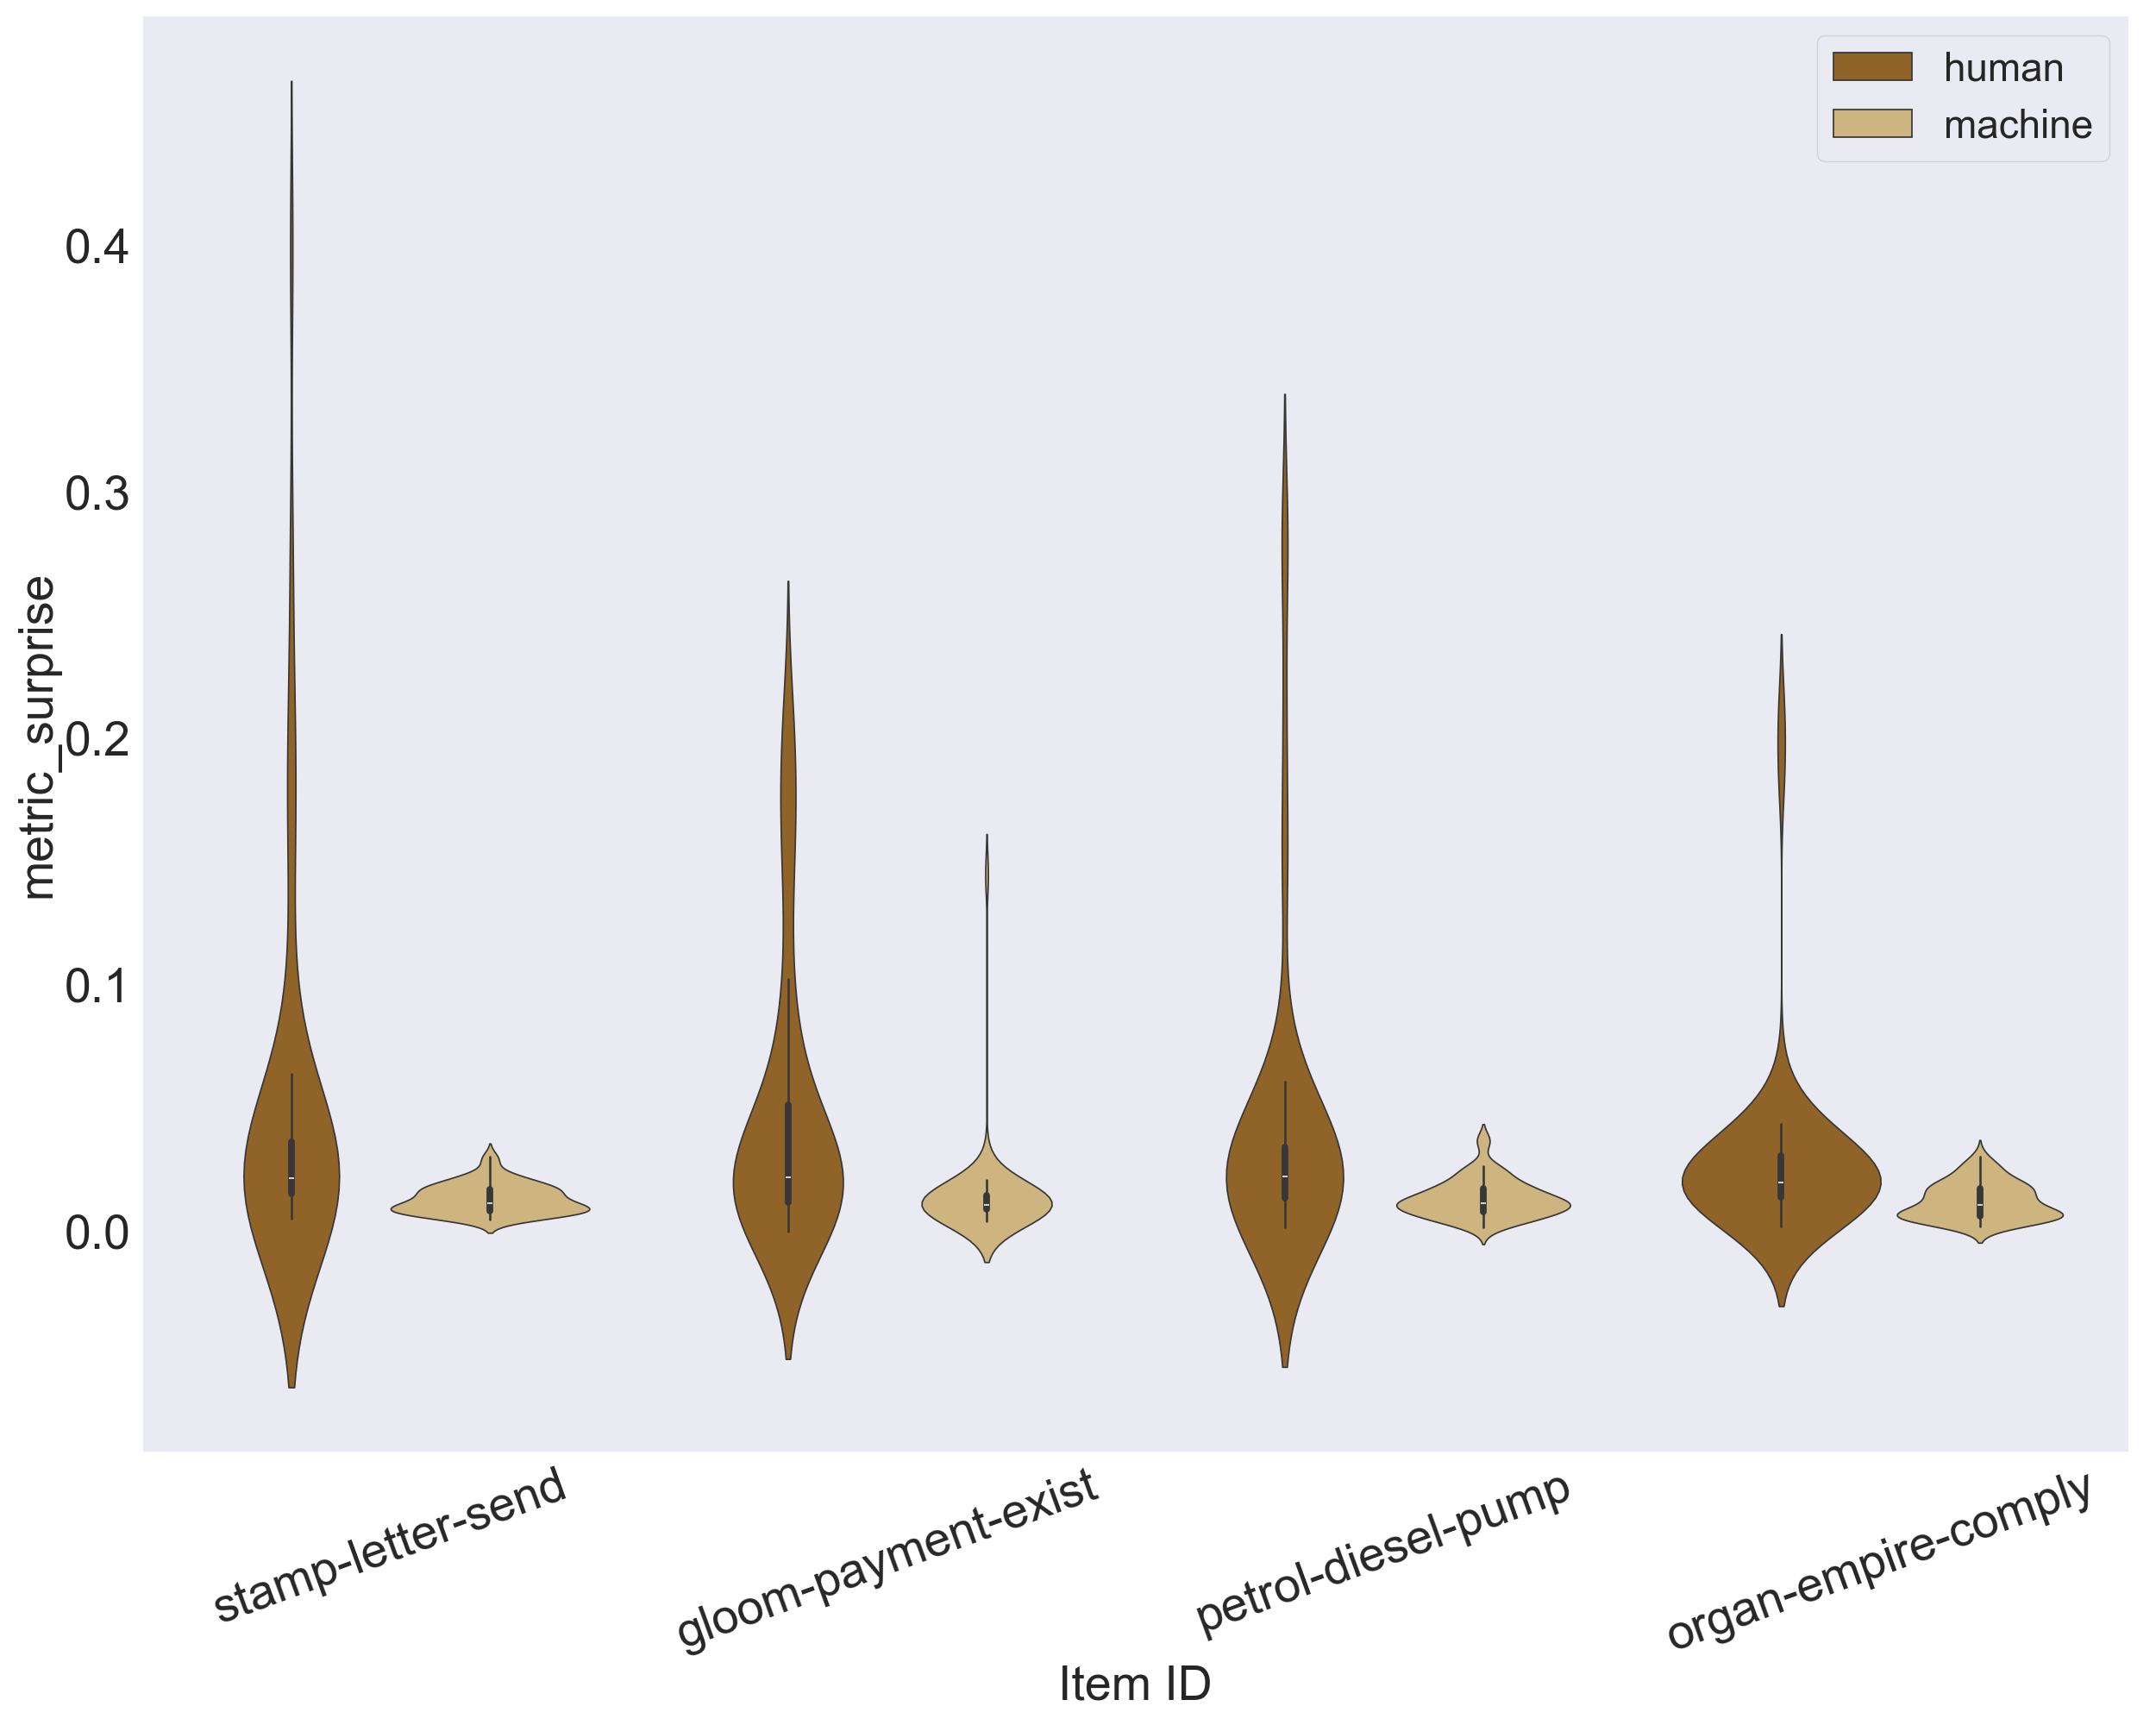 human
machine
metric_surprise
0.4
0.3
0.2
0.1
0.0
stamp-letter-send
gloom-payment-exist
petrol-diesel-pump
organ-empire-comply
Item ID